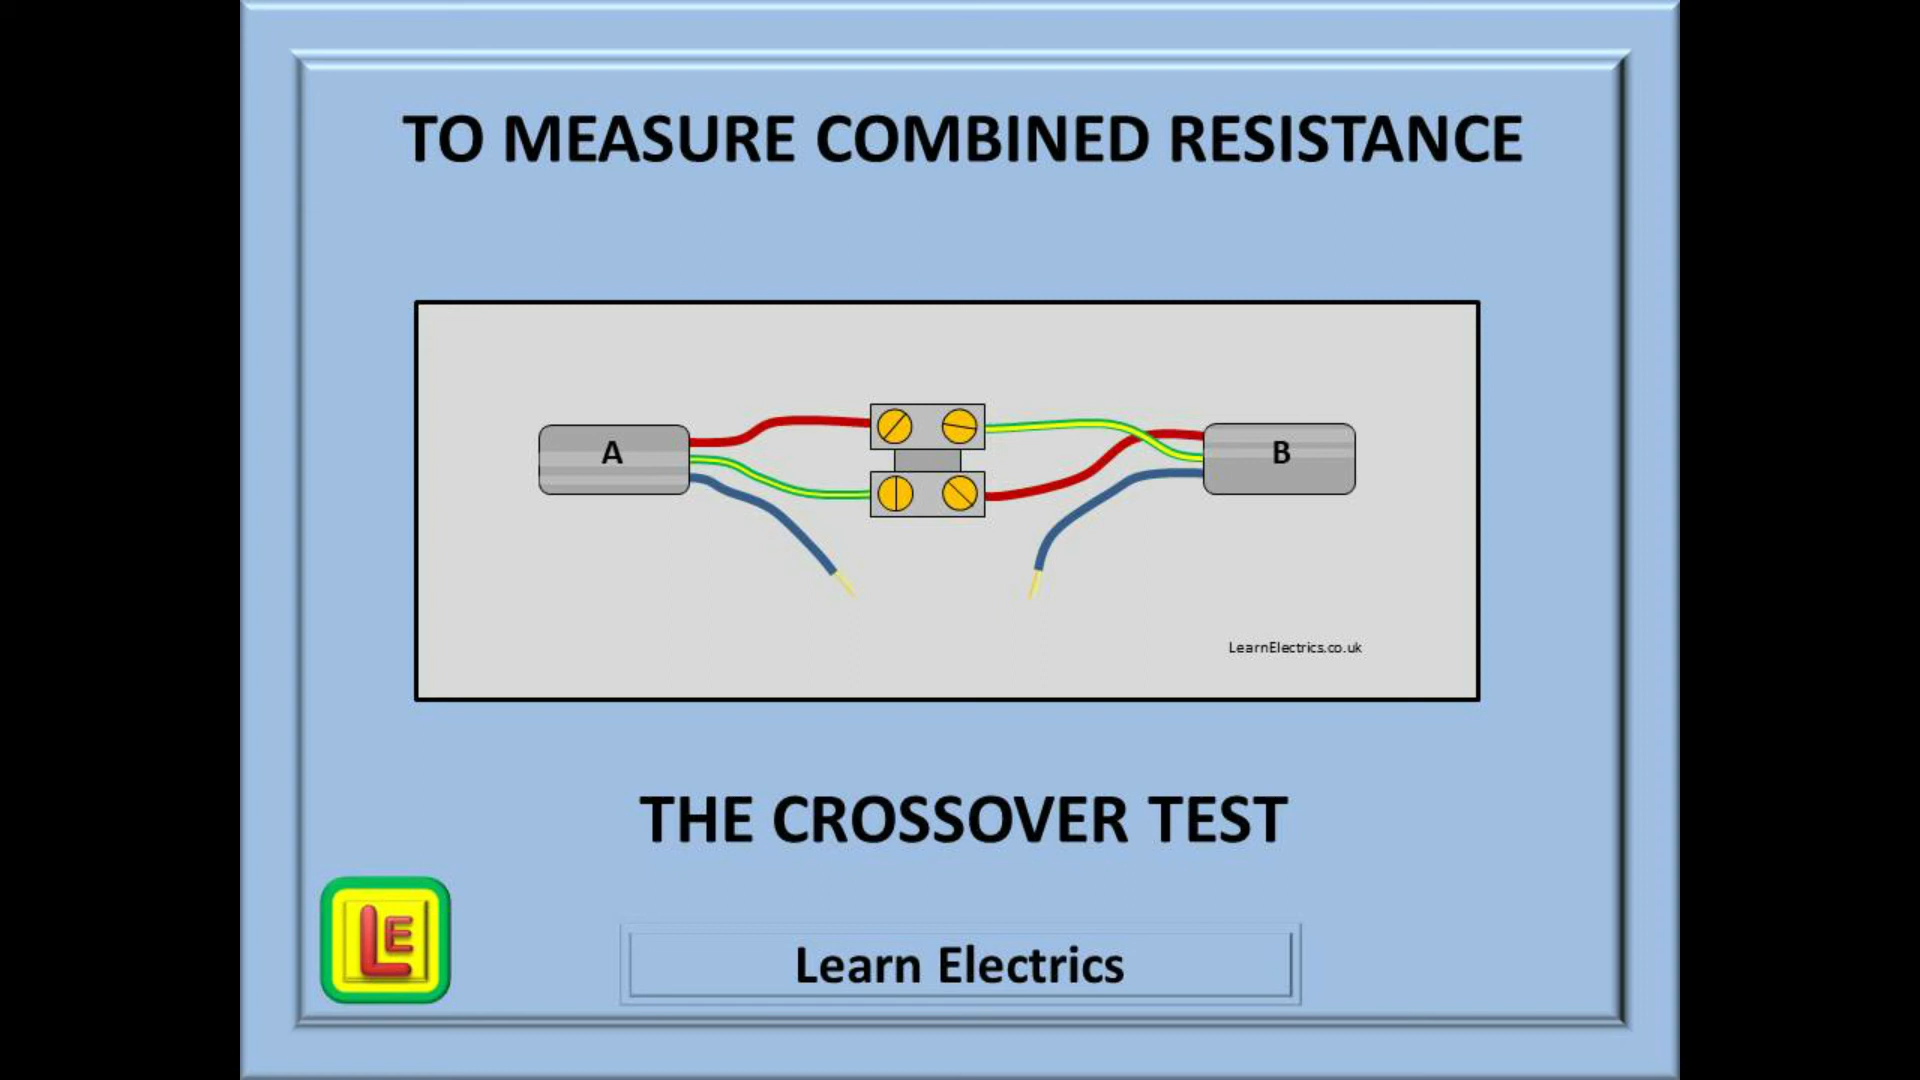 TO MEASURE COMBINED RESISTANCE
A
B
LearnElectrics.co.uk
THE CROSSOVER TEST
LE
Learn Electrics